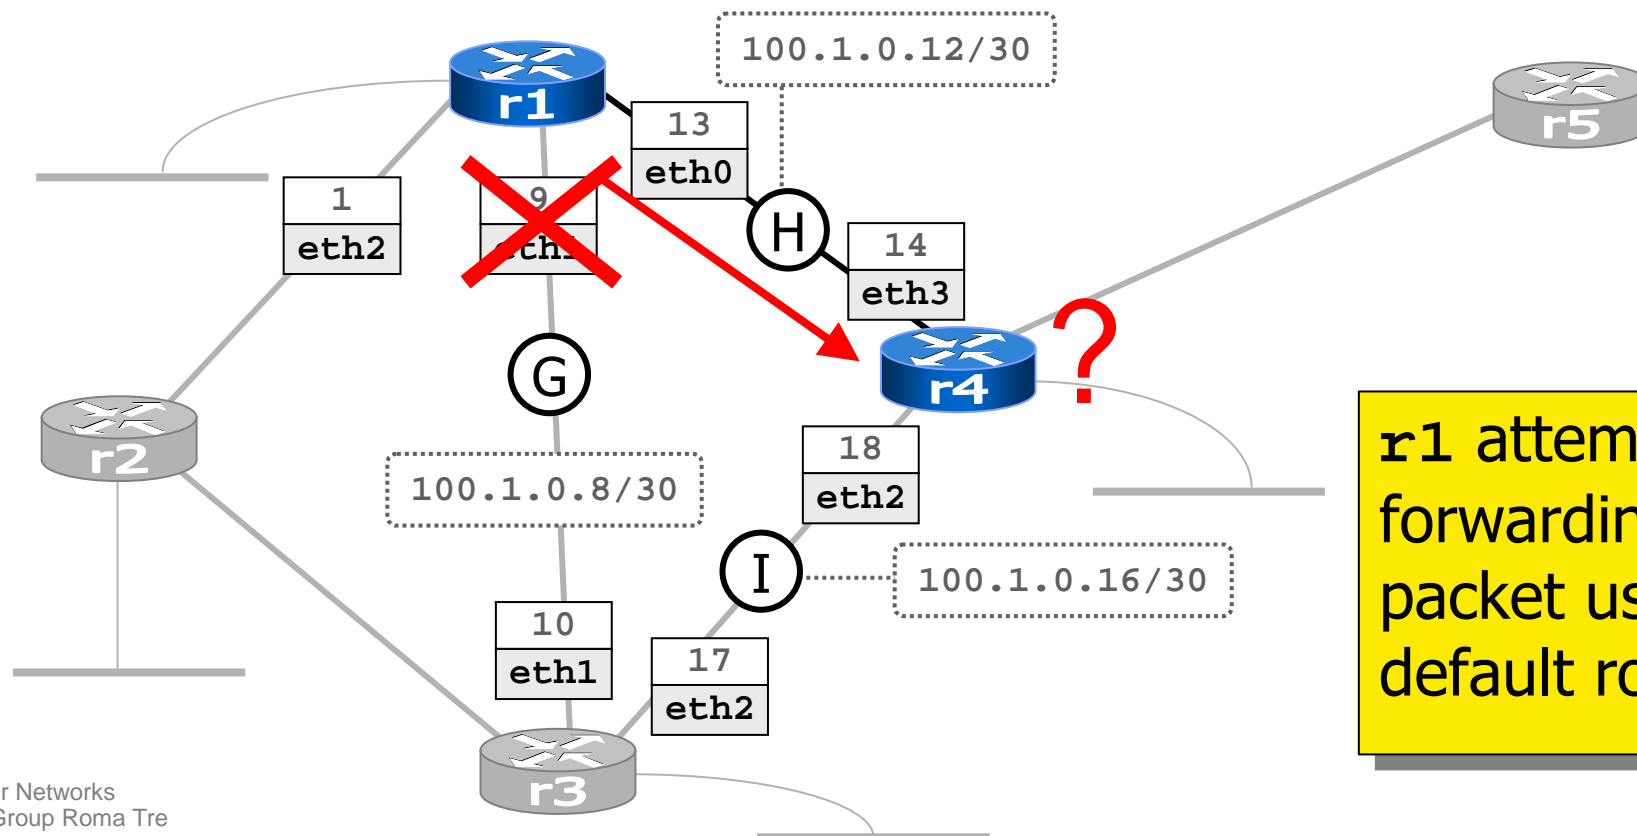 100.1.0.12/30
r1
r5
13
eth0
1
eth2
9
H
14
eth3
G
r4
?
r2
100.1.0.8/30
18
eth2
I
100.1.0.16/30
10
eth1
17
eth2
r3
r1 attem
forwardin
packet us
default ro
r Networks
Group Roma Tre